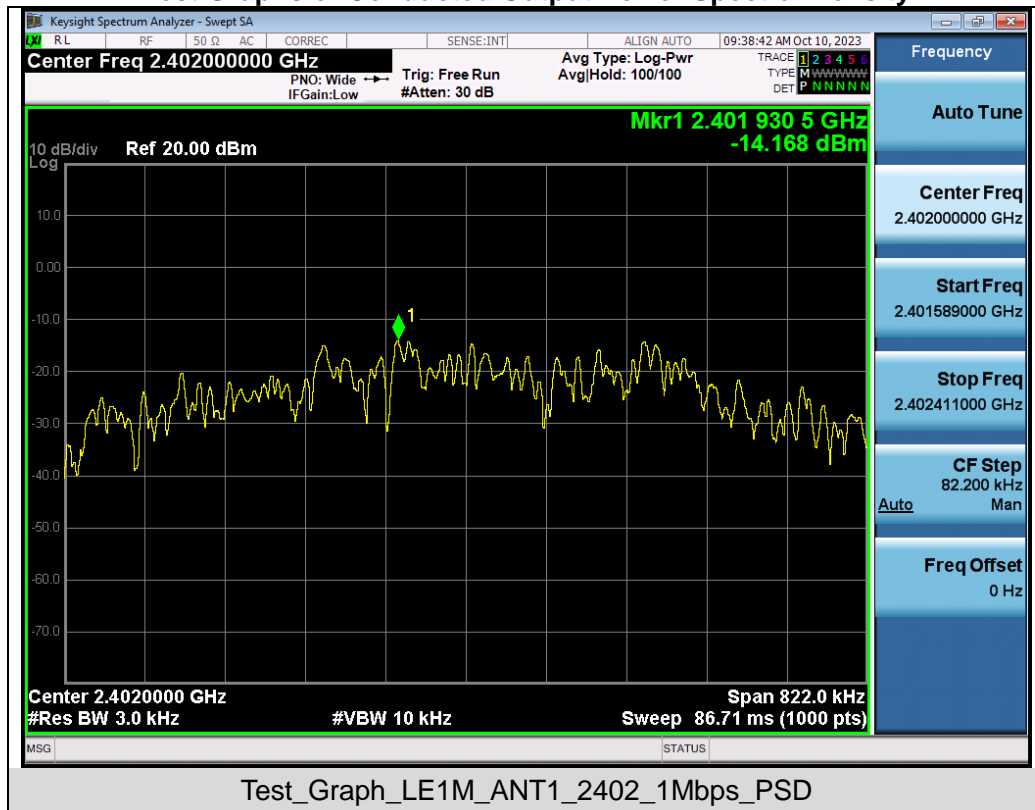 Keysight Spectrum Analyzer - Swept SA
LXI RL RF 50 Ω AC CORREC SENSE:INT ALIGN AUTO 09:38:42 AM Oct 10, 2023
Center Freq 2.402000000 GHz
PNO: Wide
IFGain:Low
Trig: Free Run
#Atten: 30 dB
Avg Type: Log-Pwr
Avg|Hold: 100/100
TRACE 1 2 3 4 5 6
TYPE M WWWWW
DET P N N N N N
Mkr1 2.401 930 5 GHz
-14.168 dBm
10 dB/div Ref 20.00 dBm
Log
10.0
0.00
-10.0
-20.0
-30.0
-40.0
-50.0
-60.0
-70.0
1
Center 2.4020000 GHz Span 822.0 kHz
#Res BW 3.0 kHz #VBW 10 kHz Sweep 86.71 ms (1000 pts)
MSG STATUS
Frequency
Auto Tune
Center Freq
2.402000000 GHz
Start Freq
2.401589000 GHz
Stop Freq
2.402411000 GHz
CF Step
82.200 kHz
Auto Man
Freq Offset
0 Hz
Test_Graph_LE1M_ANT1_2402_1Mbps_PSD